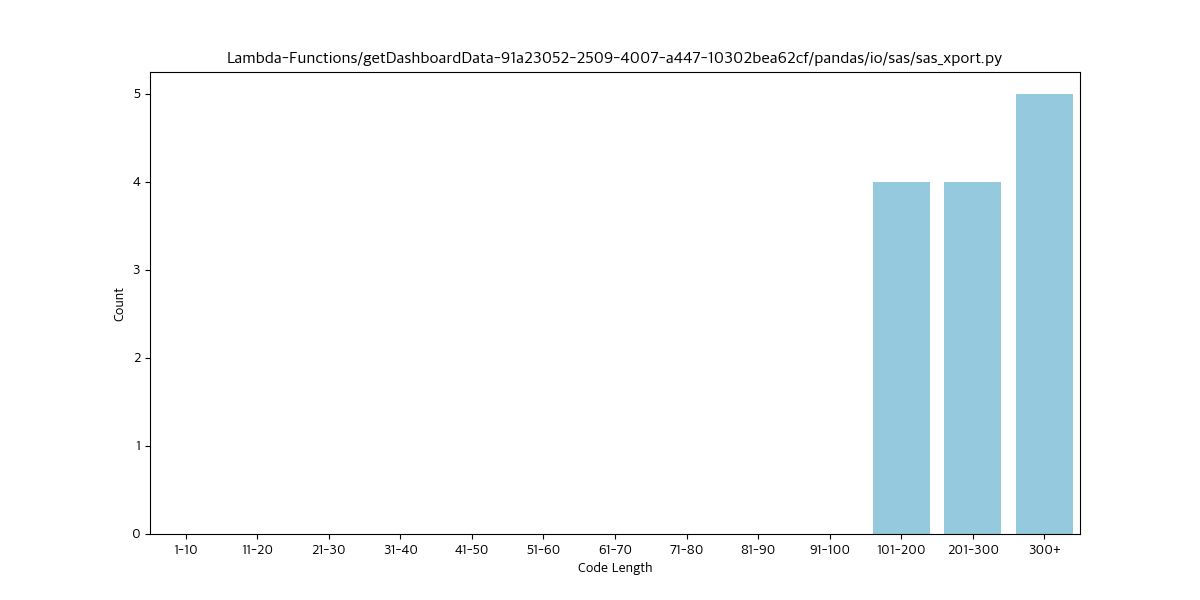 Lambda-Functions/getDashboardData-91a23052-2509-4007-a447-10302bea62cf/pandas/io/sas/sas_xport.py
5
4
3
2
1
0
Count
1-10 11-20 21-30 31-40 41-50 51-60 61-70 71-80 81-90 91-100 101-200 201-300 300+
Code Length